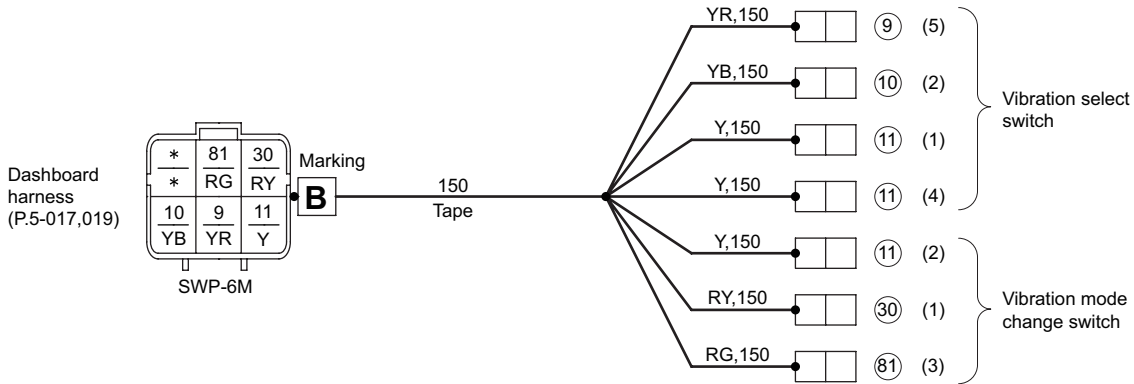 Dashboard
harness
(P.5-017,019)
* 81 30
* RG RY
10 9 11
YB YR Y
SWP-6M
Marking
B
150
Tape
YR,150 9 (5)
YB,150 10 (2)
Y,150 11 (1)
Y,150 11 (4)
Vibration select
switch
Y,150 11 (2)
RY,150 30 (1)
RG,150 81 (3)
Vibration mode
change switch